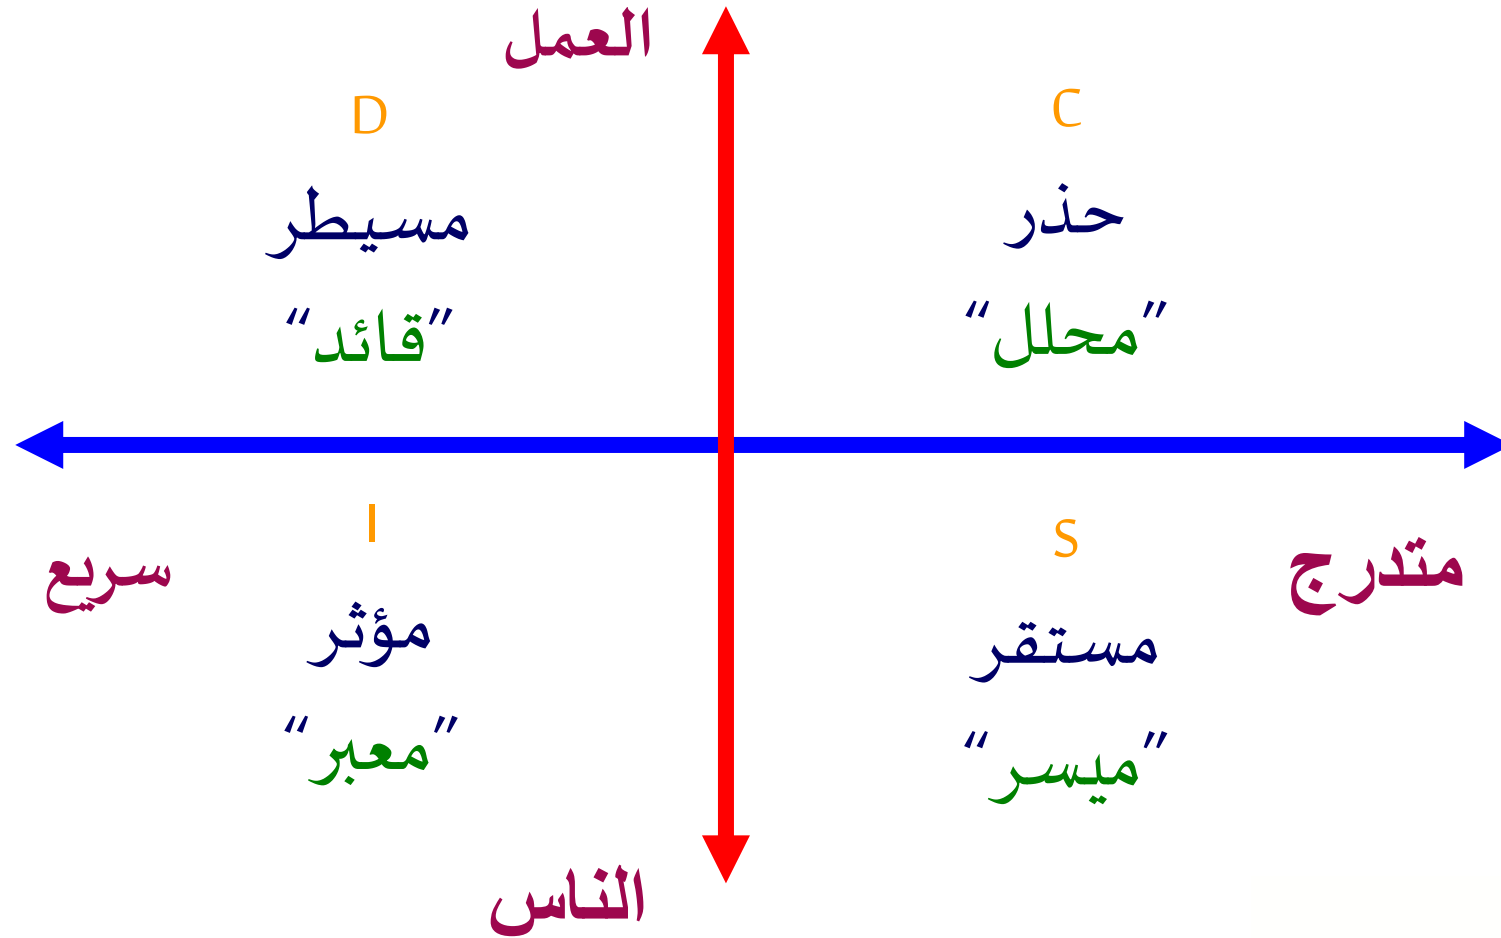 العمل
C
حذر
”محلل“
D
مسيطر
”قائد“
متدرج
سريع
S
مستقر
”ميسر“
I
مؤثر
”معبر“
الناس